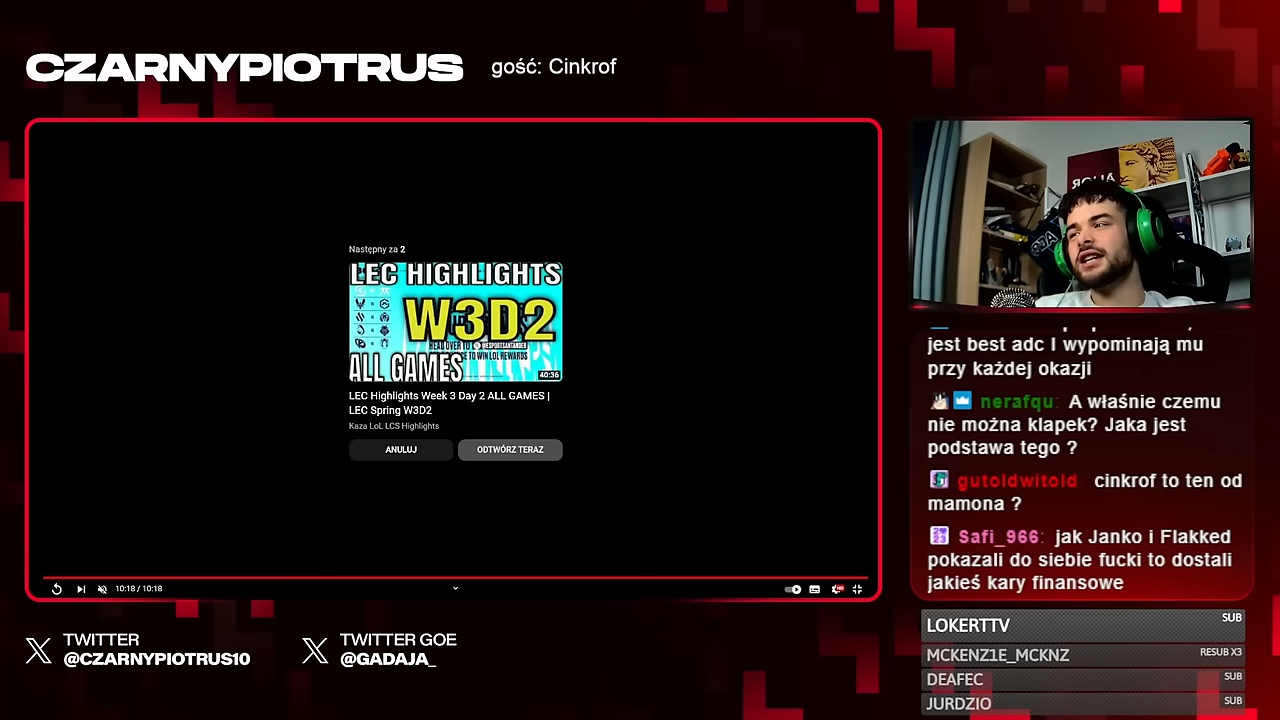 CZARNYPIOTRUS
gość: Cinkrof
Następny za 2
LEC HIGHLIGHTS
W3D2
ALL GAMES
40:36
LEC Highlights Week 3 Day 2 ALL GAMES |
LEC Spring W3D2
Kaza LoL LCS Highlights
ANULUJ
ODTWÓRZ TERAZ
10:18 / 10:18
jest best adc I wypominają mu
przy każdej okazji
nerafqu: A właśnie czemu
nie można klapek? Jaka jest
podstawa tego ?
gutoldwitold: cinkrof to ten od
mamona ?
Safi_966: jak Janko i Flakked
pokazali do siebie fucki to dostali
jakieś kary finansowe
LOKERTTV SUB
MCKENZ1E_MCKNZ RESUB X3
DEAFEC SUB
JURDZIO SUB
TWITTER
@CZARNYPIOTRUS10
TWITTER GOE
@GADAJA_